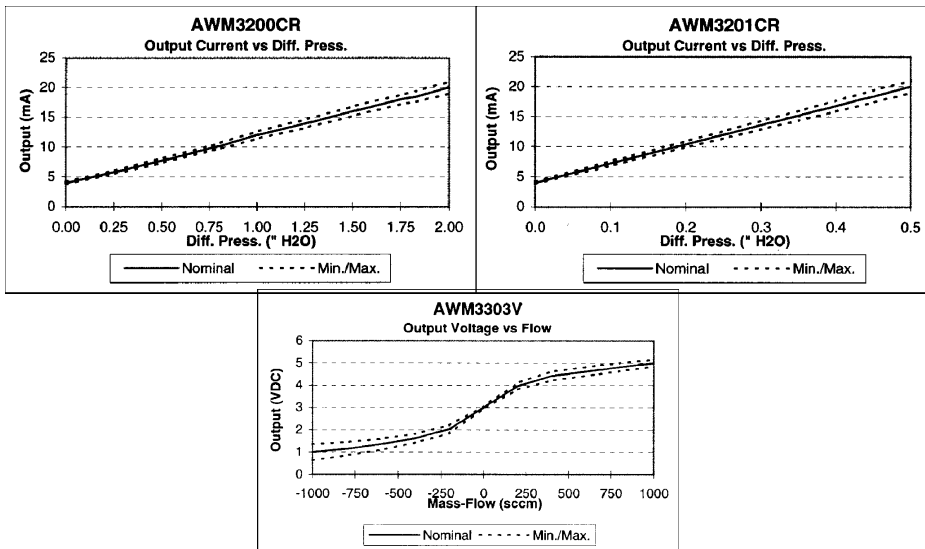 AWM3200CR
Output Current vs Diff. Press.
Output (mA)
25
20
15
10
5
0
0.00 0.25 0.50 0.75 1.00 1.25 1.50 1.75 2.00
Diff. Press. (" H2O)
Nominal Min./Max.
AWM3201CR
Output Current vs Diff. Press.
Output (mA)
25
20
15
10
5
0
0.0 0.1 0.2 0.3 0.4 0.5
Diff. Press. (" H2O)
Nominal Min./Max.
AWM3303V
Output Voltage vs Flow
Output (VDC)
6
5
4
3
2
1
0
-1000 -750 -500 -250 0 250 500 750 1000
Mass-Flow (sccm)
Nominal Min./Max.